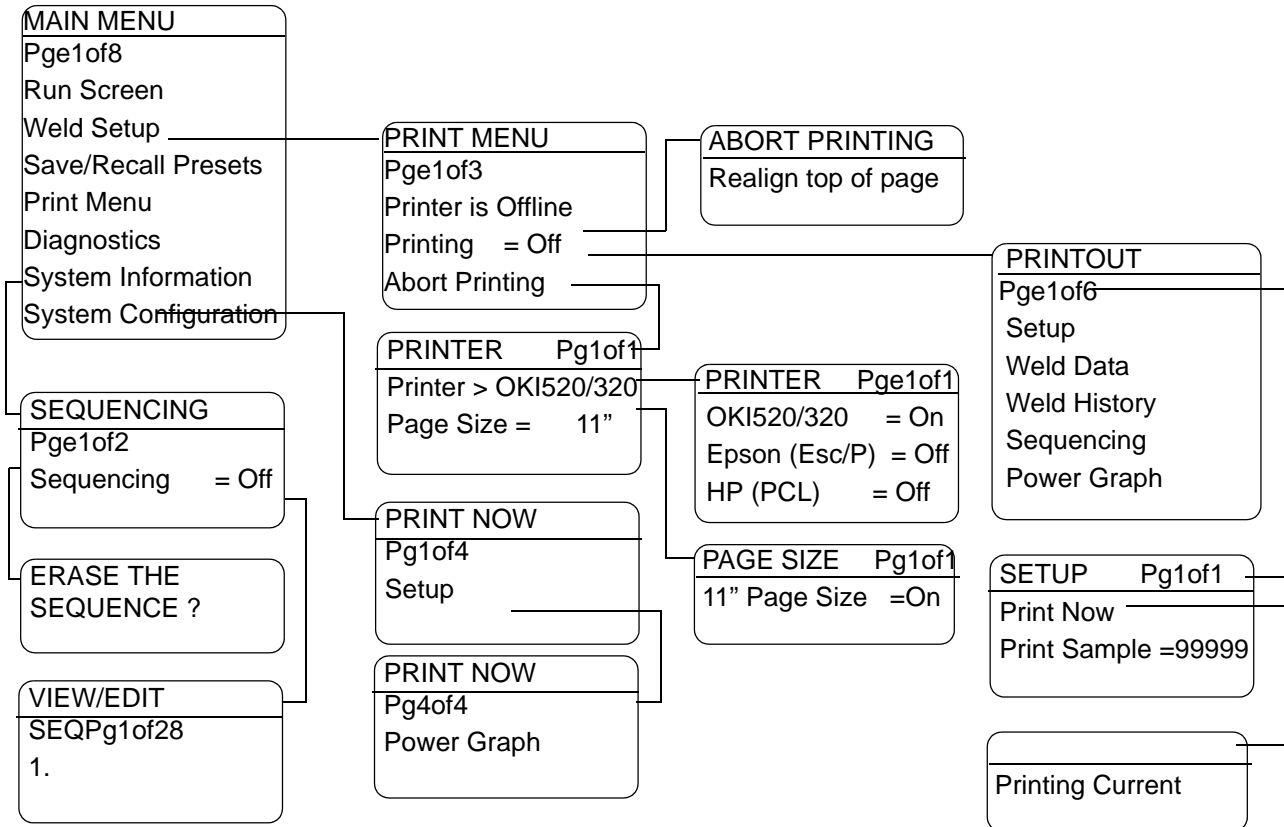 MAIN MENU
Pge1of8
Run Screen
Weld Setup
Save/Recall Presets
Print Menu
Diagnostics
System Information
System Configuration
SEQUENCING
Pge1of2
Sequencing = Off
ERASE THE
SEQUENCE ?
VIEW/EDIT
SEQPg1of28
1.
PRINT MENU
Pge1of3
Printer is Offline
Printing = Off
Abort Printing
PRINTER Pg1of1
Printer > OKI520/320
Page Size = 11”
PRINT NOW
Pg1of4
Setup
PRINT NOW
Pg4of4
Power Graph
ABORT PRINTING
Realign top of page
PRINTER Pge1of1
OKI520/320 = On
Epson (Esc/P) = Off
HP (PCL) = Off
PAGE SIZE Pg1of1
11” Page Size =On
PRINTOUT
Pge1of6
Setup
Weld Data
Weld History
Sequencing
Power Graph
SETUP Pg1of1
Print Now
Print Sample =99999
Printing Current